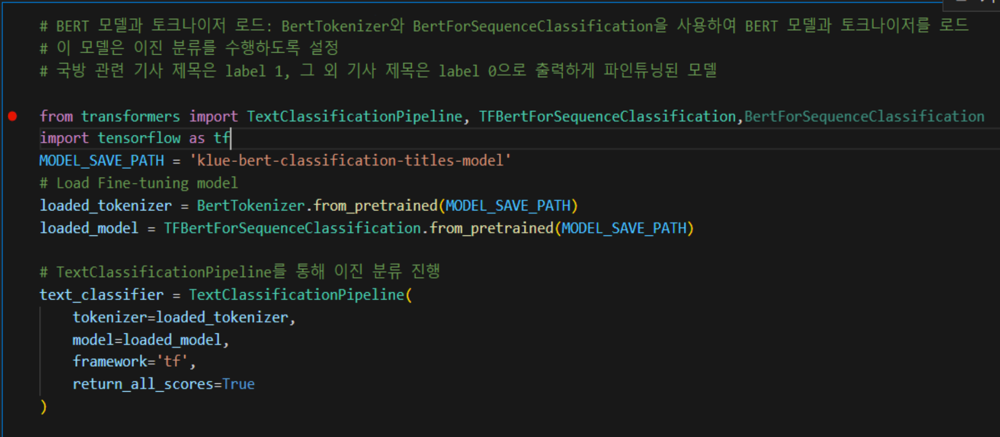 # BERT 모델과 토크나이저 로드: BertTokenizer와 BertForSequenceClassification을 사용하여 BERT 모델과 토크나이저를 로드
# 이 모델은 이진 분류를 수행하도록 설정
# 국방 관련 기사 제목은 label 1, 그 외 기사 제목은 label 0으로 출력하게 파인튜닝된 모델
from transformers import TextClassificationPipeline, TFBertForSequenceClassification,BertForSequenceClassification
import tensorflow as tf
MODEL_SAVE_PATH = 'klue-bert-classification-titles-model'
# Load Fine-tuning model
loaded_tokenizer = BertTokenizer.from_pretrained(MODEL_SAVE_PATH)
loaded_model = TFBertForSequenceClassification.from_pretrained(MODEL_SAVE_PATH)
# TextClassificationPipeline를 통해 이진 분류 진행
text_classifier = TextClassificationPipeline(
    tokenizer=loaded_tokenizer,
    model=loaded_model,
    framework='tf',
    return_all_scores=True
)